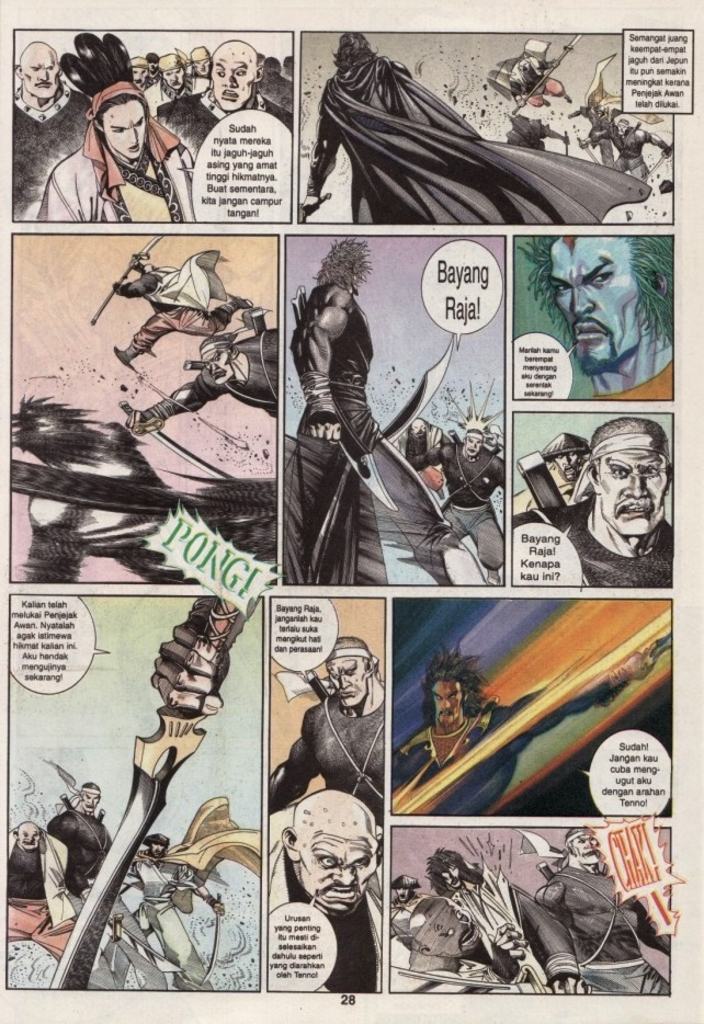 Sudah
nyata mereka
itu jaguh-jaguh
asing yang amat
tinggi hikmatnya.
Buat sementara,
kita jangan campur
tangan!
Semangat juang
keempat-empat
jaguh dari Jepun
itu pun semakin
meningkat kerana
Penjejak Awan
telah dilukai.
PONG!
Bayang
Raja!
Marilah kamu
berempat
menyerang
aku dengan
serentak
sekarang!
Bayang
Raja!
Kenapa
kau ini?
Kalian telah
melukai Penjejak
Awan. Nyatalah
agak istimewa
hikmat kalian ini.
Aku hendak
mengujinya
sekarang!
Bayang Raja,
janganlah kau
terlalu suka
mengikut hati
dan perasaan!
Urusan
yang penting
itu mesti di-
selesaikan
dahulu seperti
yang diarahkan
oleh Tenno!
Sudah!
Jangan kau
cuba meng-
ugut aku
dengan arahan
Tenno!
CHAK!
28